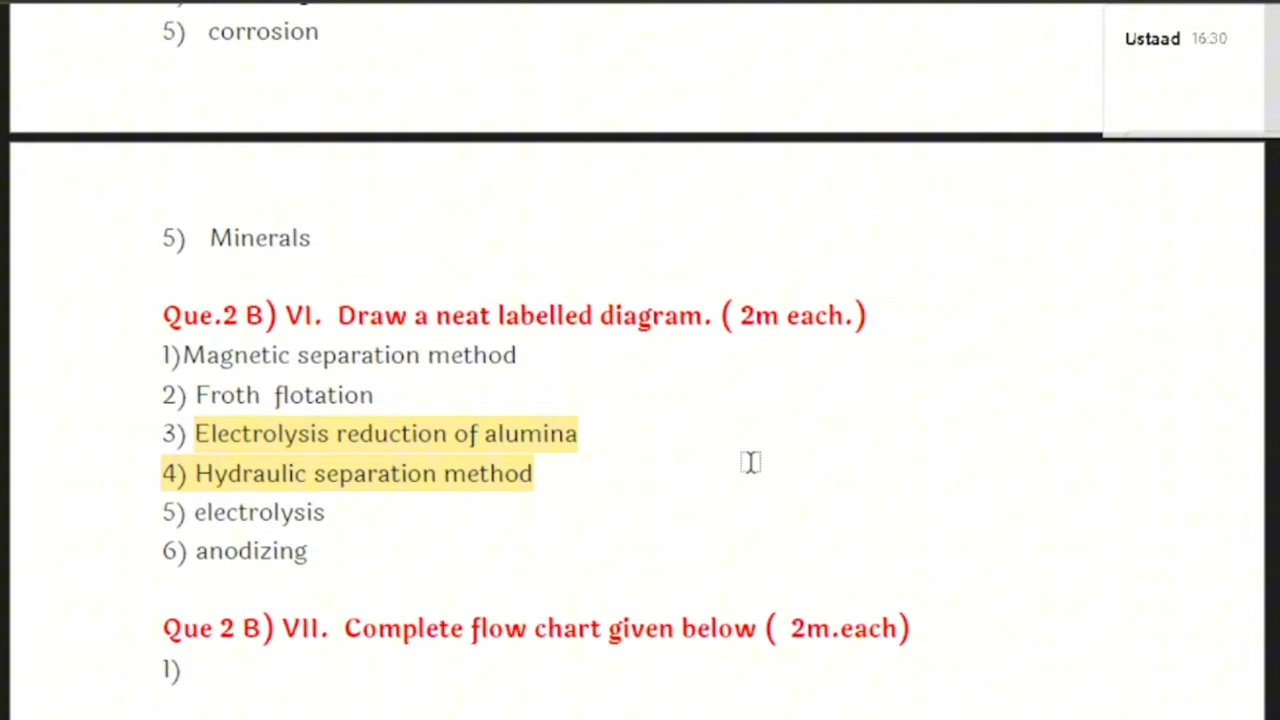 5) corrosion
Ustaad 16:30
5) Minerals
Que.2 B) VI. Draw a neat labelled diagram. ( 2m each.)
1)Magnetic separation method
2) Froth flotation
3) Electrolysis reduction of alumina
4) Hydraulic separation method
5) electrolysis
6) anodizing
Que 2 B) VII. Complete flow chart given below ( 2m.each)
1)